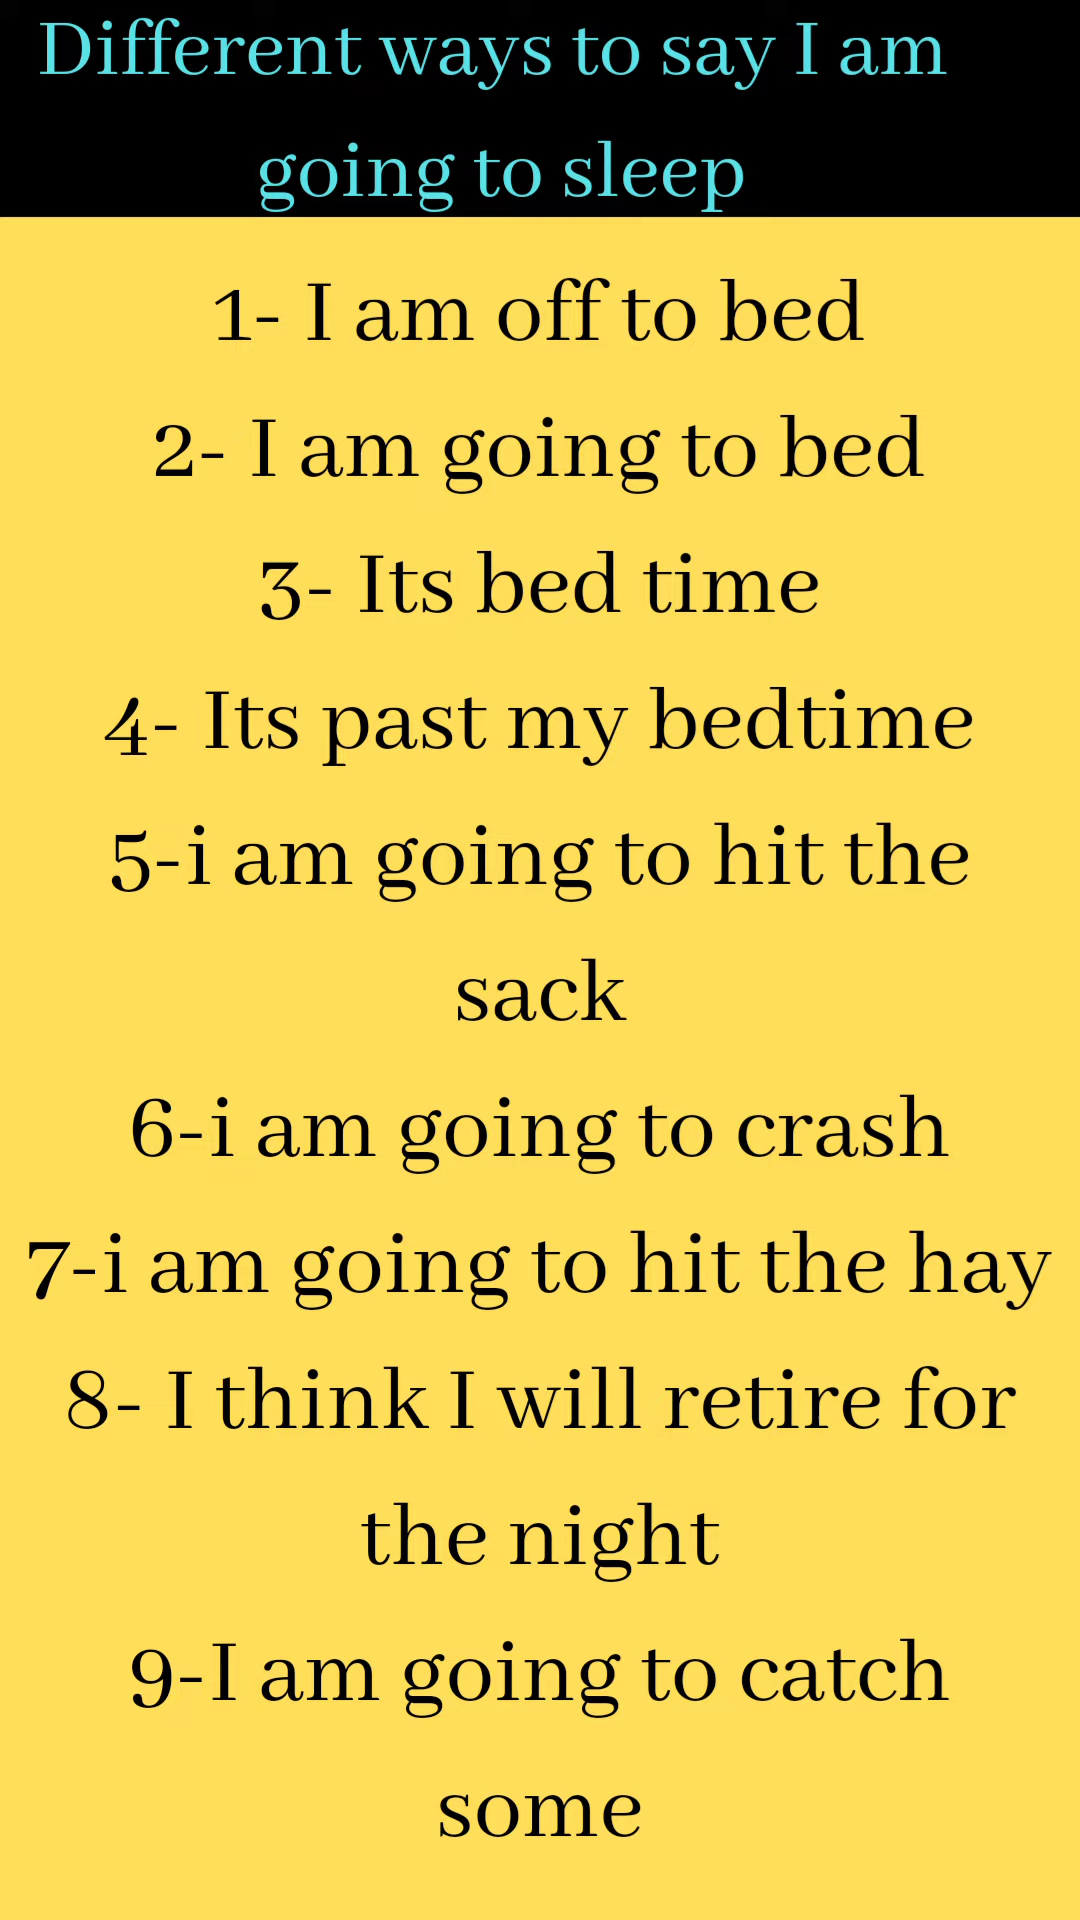 Different ways to say I am
going to sleep
1- I am off to bed
2- I am going to bed
3- Its bed time
4- Its past my bedtime
5-i am going to hit the
sack
6-i am going to crash
7-i am going to hit the hay
8- I think I will retire for
the night
9-I am going to catch
some